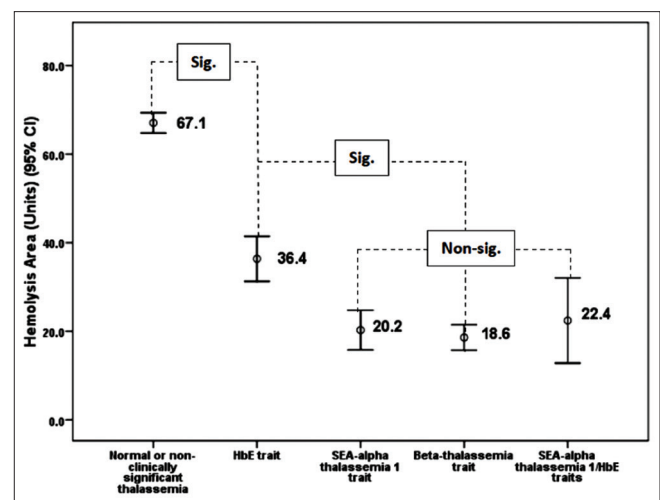 Hemolysis Area (Units) (95% CI)
80.0
60.0
40.0
20.0
0.0
Sig.
67.1
Sig.
36.4
Non-sig.
20.2
18.6
22.4
Normal or non-
clinically
significant
thalassemia
HbE trait
SEA-alpha
thalassemia 1
trait
Beta-thalassemia
trait
SEA-alpha
thalassemia 1/HbE
traits